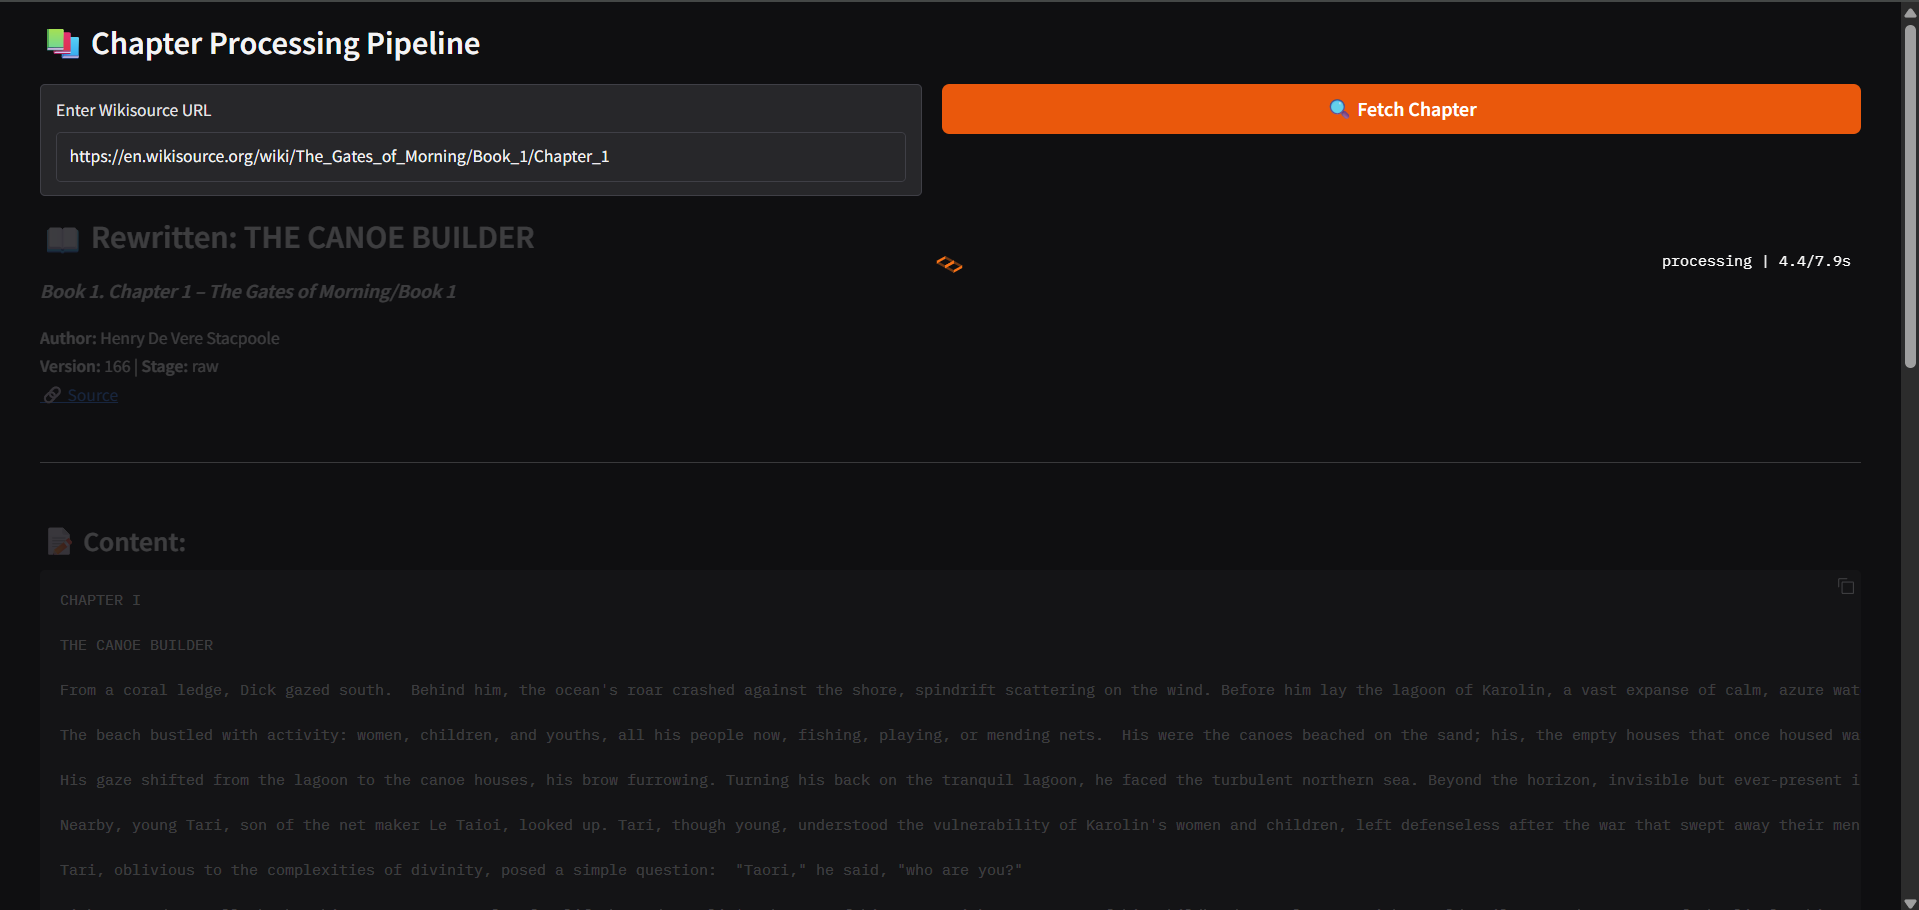 Chapter Processing Pipeline
Enter Wikisource URL
Fetch Chapter
https://en.wikisource.org/wiki/The_Gates_of_Morning/Book_1/Chapter_1
Rewritten: THE CANOE BUILDER
processing | 4.4/7.9s
Book 1. Chapter 1 – The Gates of Morning/Book 1
Author: Henry De Vere Stacpoole
Version: 166 | Stage: raw
Source
Content:
CHAPTER I
THE CANOE BUILDER
From a coral ledge, Dick gazed south.  Behind him, the ocean's roar crashed against the shore, spindrift scattering on the wind. Before him lay the lagoon of Karolin, a vast expanse of calm, azure wat
The beach bustled with activity: women, children, and youths, all his people now, fishing, playing, or mending nets.  His were the canoes beached on the sand; his, the empty houses that once housed wa
His gaze shifted from the lagoon to the canoe houses, his brow furrowing. Turning his back on the tranquil lagoon, he faced the turbulent northern sea. Beyond the horizon, invisible but ever-present i
Nearby, young Tari, son of the net maker Le Taioi, looked up. Tari, though young, understood the vulnerability of Karolin's women and children, left defenseless after the war that swept away their men
Tari, oblivious to the complexities of divinity, posed a simple question:  "Taori," he said, "who are you?"